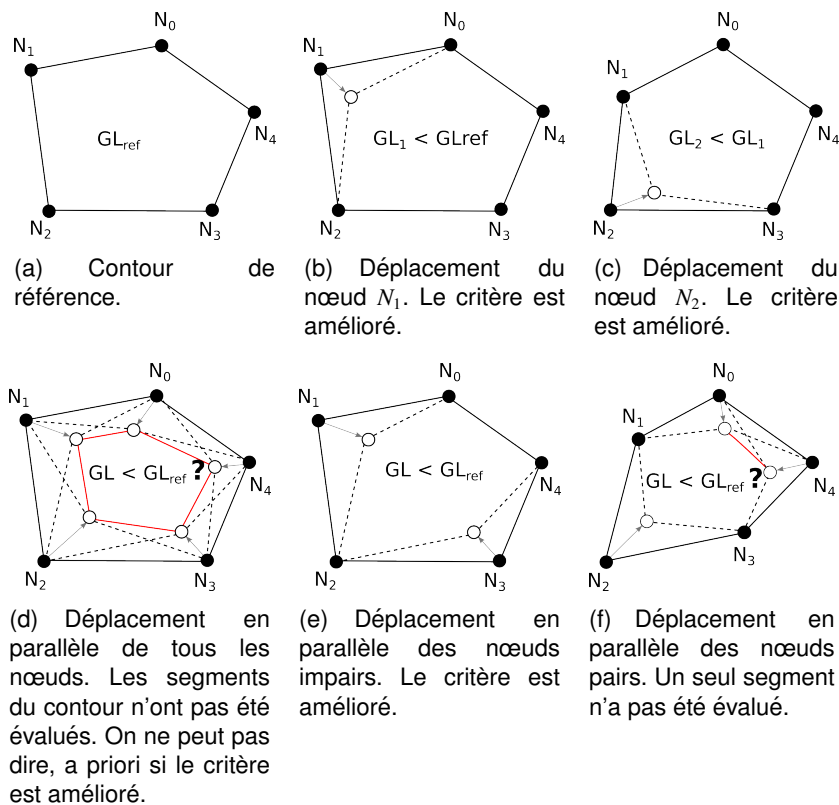 N0
N1
GLref
N4
N2
N3
(a) Contour de
référence.
N0
N1
GL1 < GLref
N4
N2
N3
(b) Déplacement du
nœud N1. Le critère est
amélioré.
N0
N1
GL2 < GL1
N4
N2
N3
(c) Déplacement du
nœud N2. Le critère
est amélioré.
N0
N1
GL < GLref ?
N4
N2
N3
(d) Déplacement en
parallèle de tous les
nœuds. Les segments
du contour n'ont pas été
évalués. On ne peut pas
dire, a priori si le critère
est amélioré.
N0
N1
GL < GLref
N4
N2
N3
(e) Déplacement en
parallèle des nœuds
impairs. Le critère est
amélioré.
N0
N1
GL < GLref ?
N4
N3
N2
(f) Déplacement en
parallèle des nœuds
pairs. Un seul segment
n'a pas été évalué.